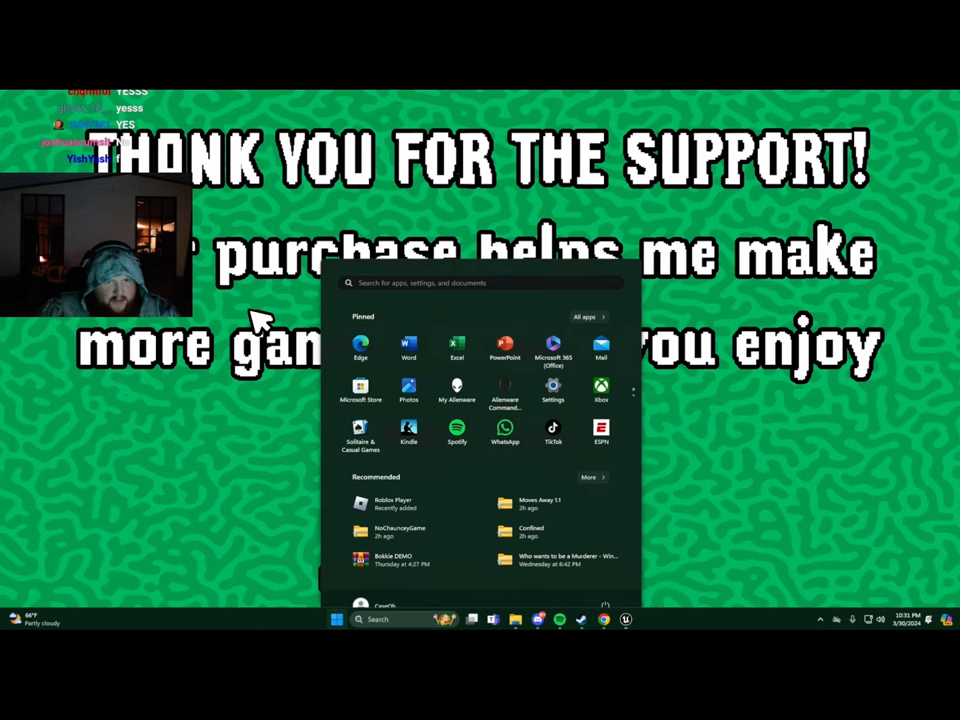 YESSS
yesss
YES
YishYash
THANK YOU FOR THE SUPPORT!
purchase helps me make
more
you enjoy
Search for apps, settings, and documents
Pinned
All apps
Edge
Word
Excel
PowerPoint
Microsoft 365
(Office)
Mail
Microsoft Store
Photos
My Alienware
Alienware
Command...
Settings
Xbox
Solitaire &
Casual Games
Kindle
Spotify
WhatsApp
TikTok
ESPN
Recommended
More
Roblox Player
Recently added
Moves Away 1.1
2h ago
NoChaunceyGame
2h ago
Confined
2h ago
Bokkie DEMO
Thursday at 4:27 PM
Who wants to be a Murderer - Win...
Wednesday at 6:42 PM
CaseOh
66°F
Partly cloudy
Search
10:31 PM
3/30/2024